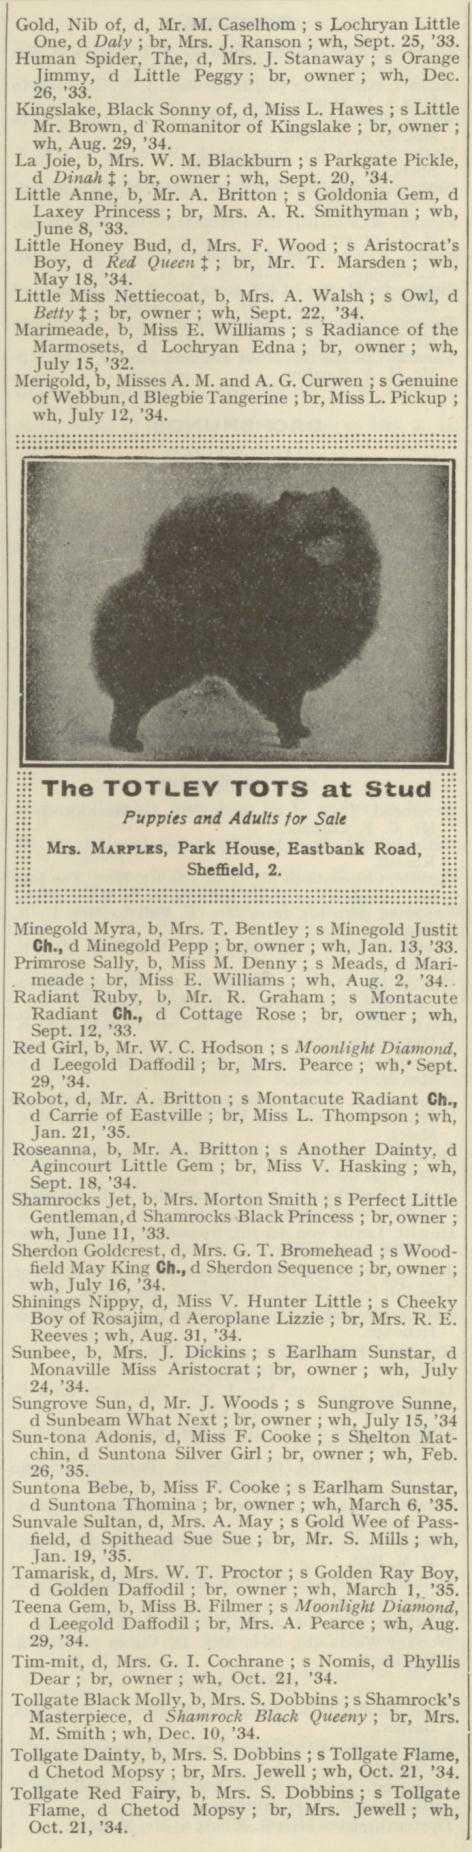 Gold, Nib of, d, Mr. M. Caselhom ; s Lochryan Little
One, d Daly ; br, Mrs. J. Ranson ; wh, Sept. 25, '33.
Human Spider, The, d, Mrs. J. Stanaway ; s Orange
Jimmy, d Little Peggy ; br, owner ; wh, Dec.
26, '33.
Kingslake, Black Sonny of, d, Miss L. Hawes ; s Little
Mr. Brown, d Romanitor of Kingslake ; br, owner ;
wh, Aug. 29, '34.
La Joie, b, Mrs. W. M. Blackburn ; s Parkgate Pickle,
d Dinah ‡ ; br, owner ; wh, Sept. 20, '34.
Little Anne, b, Mr. A. Britton ; s Goldonia Gem, d
Laxey Princess ; br, Mrs. A. R. Smithyman ; wh,
June 8, '33.
Little Honey Bud, d, Mrs. F. Wood ; s Aristocrat's
Boy, d Red Queen ‡ ; br, Mr. T. Marsden ; wh,
May 18, '34.
Little Miss Nettiecoat, b, Mrs. A. Walsh ; s Owl, d
Betty ‡ ; br, owner ; wh, Sept. 22, '34.
Marimeade, b, Miss E. Williams ; s Radiance of the
Marmosets, d Lochryan Edna ; br, owner ; wh,
July 15, '32.
Merigold, b, Misses A. M. and A. G. Curwen ; s Genuine
of Webbun, d Blegbie Tangerine ; br, Miss L. Pickup ;
wh, July 12, '34.
The TOTLEY TOTS at Stud
Puppies and Adults for Sale
Mrs. MARPLES, Park House, Eastbank Road,
Sheffield, 2.
Minegold Myra, b, Mrs. T. Bentley ; s Minegold Justit
Ch., d Minegold Pepp ; br, owner ; wh, Jan. 13, '33.
Primrose Sally, b, Miss M. Denny ; s Meads, d Mari-
meade ; br, Miss E. Williams ; wh, Aug. 2, '34.
Radiant Ruby, b, Mr. R. Graham ; s Montacute
Radiant Ch., d Cottage Rose ; br, owner ; wh,
Sept. 12, '33.
Red Girl, b, Mr. W. C. Hodson ; s Moonlight Diamond,
d Leegold Daffodil ; br, Mrs. Pearce ; wh, Sept.
29, '34.
Robot, d, Mr. A. Britton ; s Montacute Radiant Ch.,
d Carrie of Eastville ; br, Miss L. Thompson ; wh,
Jan. 21, '35.
Roseanna, b, Mr. A. Britton ; s Another Dainty, d
Agincourt Little Gem ; br, Miss V. Hasking ; wh,
Sept. 18, '34.
Shamrocks Jet, b, Mrs. Morton Smith ; s Perfect Little
Gentleman, d Shamrocks Black Princess ; br, owner ;
wh, June 11, '33.
Sherdon Goldcrest, d, Mrs. G. T. Bromehead ; s Wood-
field May King Ch., d Sherdon Sequence ; br, owner ;
wh, July 16, '34.
Shinings Nippy, d, Miss V. Hunter Little ; s Cheeky
Boy of Rosajim, d Aeroplane Lizzie ; br, Mrs. R. E.
Reeves ; wh, Aug. 31, '34.
Sunbee, b, Mrs. J. Dickins ; s Earlham Sunstar, d
Monaville Miss Aristocrat ; br, owner ; wh, July
24, '34.
Sungrove Sun, d, Mr. J. Woods ; s Sungrove Sunne,
d Sunbeam What Next ; br, owner ; wh, July 15, '34
Sun-tona Adonis, d, Miss F. Cooke ; s Shelton Mat-
chin, d Suntona Silver Girl ; br, owner ; wh, Feb.
26, '35.
Suntona Bebe, b, Miss F. Cooke ; s Earlham Sunstar,
d Suntona Thomina ; br, owner ; wh, March 6, '35.
Sunvale Sultan, d, Mrs. A. May ; s Gold Wee of Pass-
field, d Spithead Sue Sue ; br, Mr. S. Mills ; wh,
Jan. 19, '35.
Tamarisk, d, Mrs. W. T. Proctor ; s Golden Ray Boy,
d Golden Daffodil ; br, owner ; wh, March 1, '35.
Teena Gem, b, Miss B. Filmer ; s Moonlight Diamond,
d Leegold Daffodil ; br, Mrs. A. Pearce ; wh, Aug.
29, '34.
Tim-mit, d, Mrs. G. I. Cochrane ; s Nomis, d Phyllis
Dear ; br, owner ; wh, Oct. 21, '34.
Tollgate Black Molly, b, Mrs. S. Dobbins ; s Shamrock's
Masterpiece, d Shamrock Black Queeny ; br, Mrs.
M. Smith ; wh, Dec. 10, '34.
Tollgate Dainty, b, Mrs. S. Dobbins ; s Tollgate Flame,
d Chetod Mopsy ; br, Mrs. Jewell ; wh, Oct. 21, '34.
Tollgate Red Fairy, b, Mrs. S. Dobbins ; s Tollgate
Flame, d Chetod Mopsy ; br, Mrs. Jewell ; wh,
Oct. 21, '34.